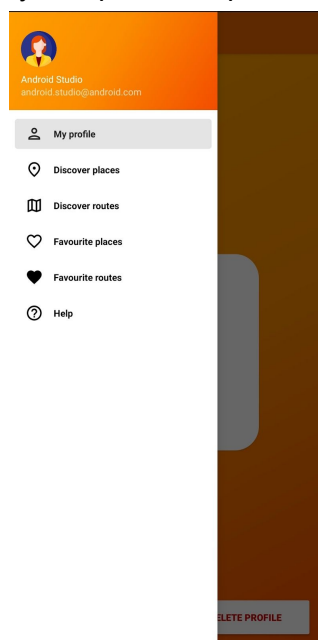 Android Studio
android.studio@android.com
My profile
Discover places
Discover routes
Favourite places
Favourite routes
Help
ELETE PROFILE